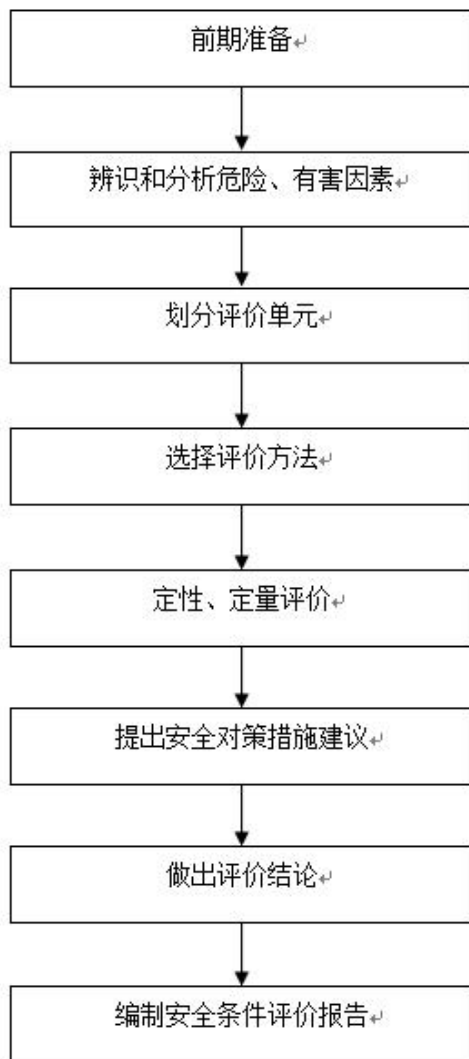 前期准备
辨识和分析危险、有害因素
划分评价单元
选择评价方法
定性、定量评价
提出安全对策措施建议
做出评价结论
编制安全条件评价报告